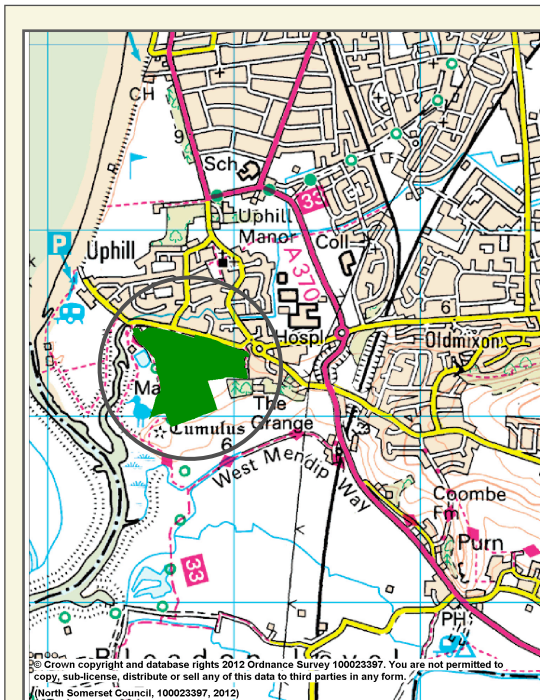 CH
9
Sch
33
Uphill
Manor
Coll
P
Uphill
A 370
6
Hospl
Oldmixon
Ma
The
Grange
Tumulus
6
West Mendip Way
Coombe
Fm
Purn
33
PH
© Crown copyright and database rights 2012 Ordnance Survey 100023397. You are not permitted to
copy, sub-license, distribute or sell any of this data to third parties in any form.
(North Somerset Council, 100023397, 2012)